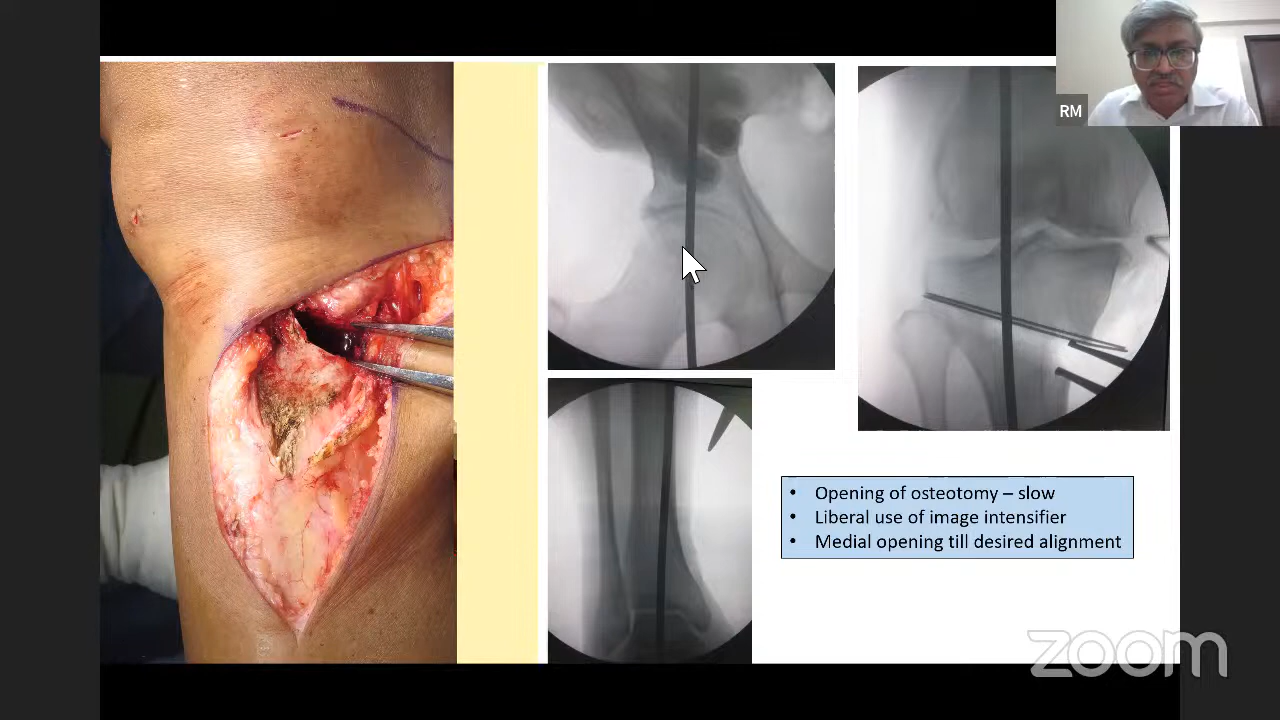 RM
• Opening of osteotomy – slow
• Liberal use of image intensifier
• Medial opening till desired alignment
zoom